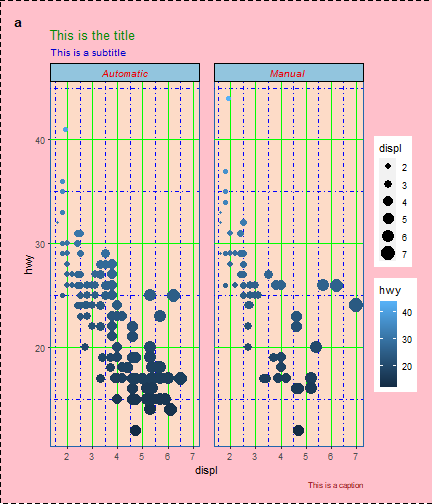 a
This is the title
This is a subtitle
Automatic
Manual
40
30
20
hwy
2 3 4 5 6 7
2 3 4 5 6 7
displ
displ
2
3
4
5
6
7
hwy
40
30
20
This is a caption